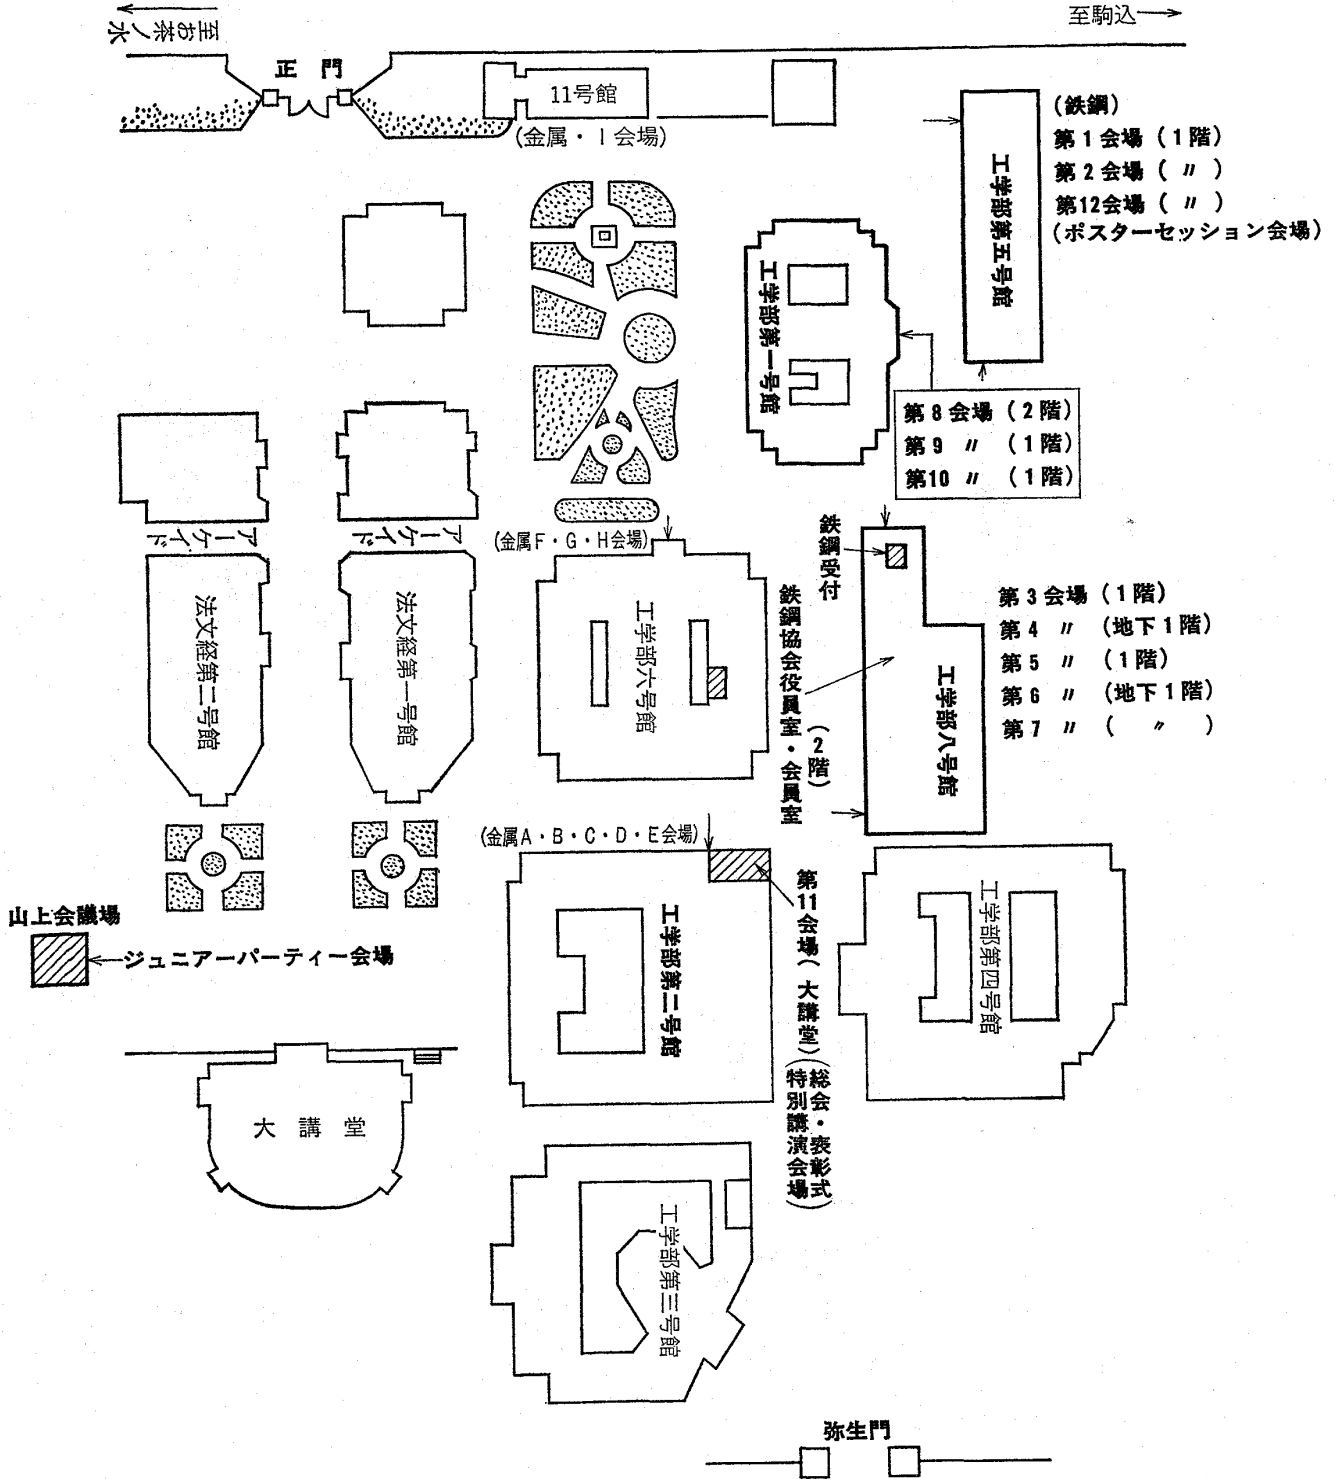 至お茶ノ水
至駒込
正門
11号館
(金属・I会場)
(鉄鋼)
第1会場(1階)
第2会場(〃)
第12会場(〃)
(ポスターセッション会場)
工学部第五号館
工学部第一号館
第8会場(2階)
第9 〃 (1階)
第10 〃 (1階)
アーケイド
アーケイド
(金属F・G・H会場)
鉄鋼受付
法文経第二号館
法文経第一号館
工学部六号館
鉄鋼協会役員室・会員室
(2階)
工学部八号館
第3会場(1階)
第4 〃 (地下1階)
第5 〃 (1階)
第6 〃 (地下1階)
第7 〃 ( 〃 )
(金属A・B・C・D・E会場)
山上会議場
ジュニアーパーティー会場
工学部第二号館
第11会場(大講堂)
(総会・表彰式
特別講演会場)
工学部第四号館
大講堂
工学部第三号館
弥生門